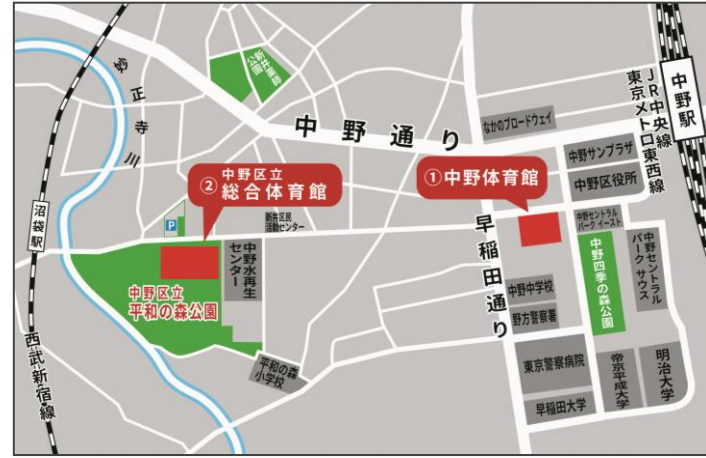 妙正寺川
新井薬師
公園
中野通り
なかのブロードウェイ
中野駅
JR中央線
東京メトロ東西線
中野サンプラザ
中野区役所
①中野体育館
中野区立
②総合体育館
P
新井区民
活動センター
早稲田通り
中野セントラル
パーク イースト
中野セントラル
パーク サウス
中野四季の森公園
沼袋駅
西武新宿線
中野水再生
センター
中野区立
平和の森公園
平和の森
小学校
中野中学校
野方警察署
東京警察病院
早稲田大学
帝京平成大学
明治大学